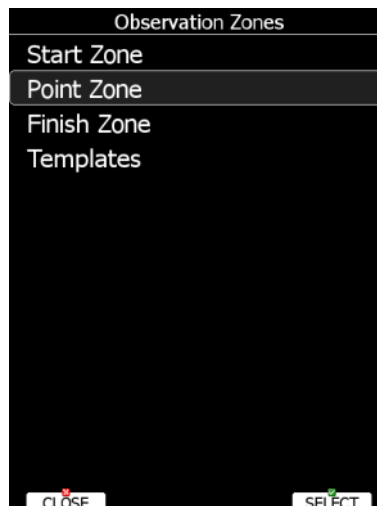 Observation Zones
Start Zone
Point Zone
Finish Zone
Templates
CLOSE SELECT